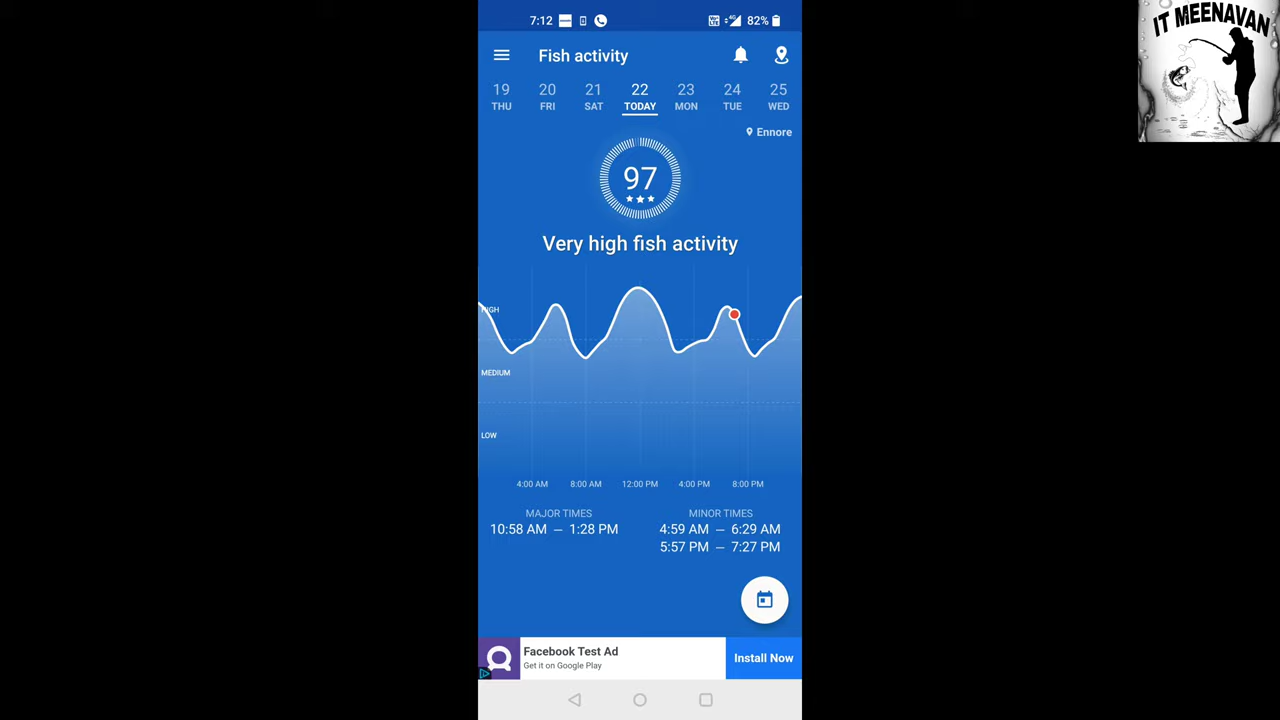 7:12
4G
82%
IT MEENAVAN
Fish activity
19 20 21 22 23 24 25
THU FRI SAT TODAY MON TUE WED
Ennore
97
Very high fish activity
HIGH
MEDIUM
LOW
4:00 AM 8:00 AM 12:00 PM 4:00 PM 8:00 PM
MAJOR TIMES
10:58 AM — 1:28 PM
MINOR TIMES
4:59 AM — 6:29 AM
5:57 PM — 7:27 PM
Facebook Test Ad
Get it on Google Play
Install Now